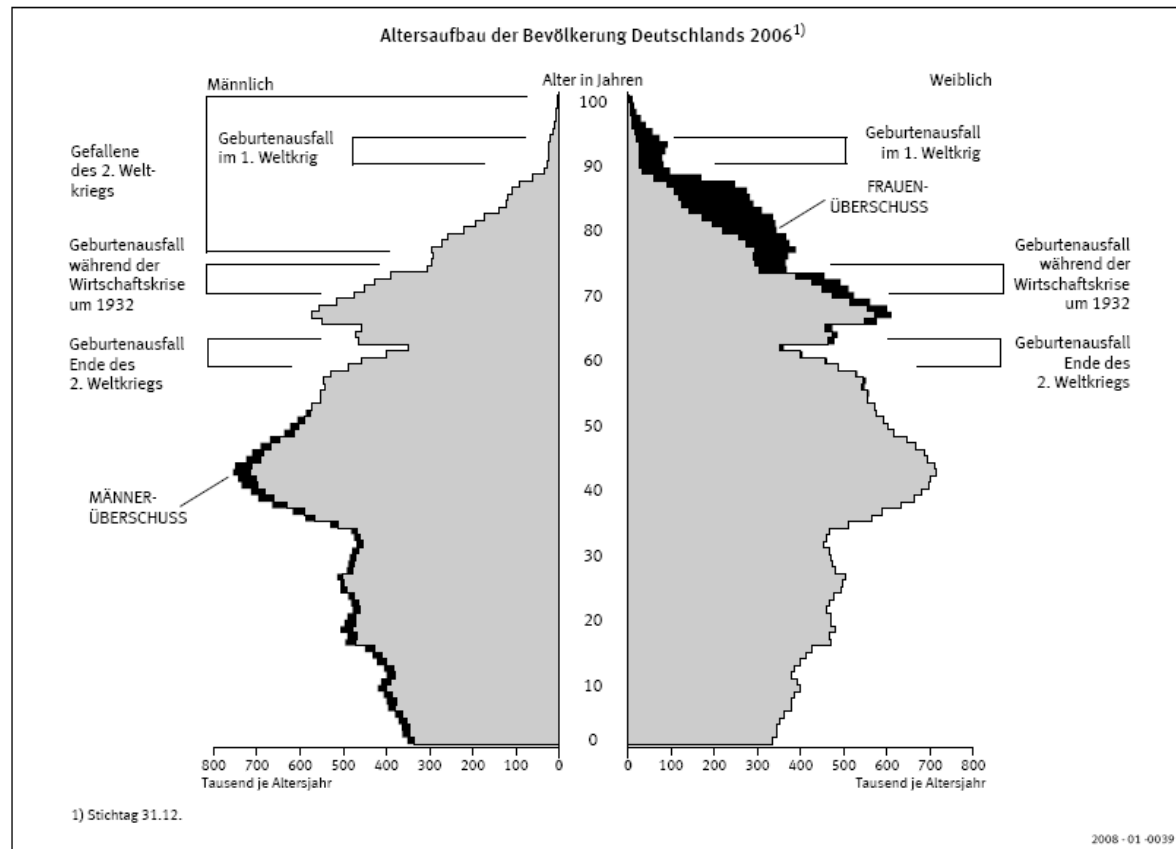 Altersaufbau der Bevölkerung Deutschlands 2006¹⁾
Männlich
Alter in Jahren
Weiblich
Gefallene
des 2. Welt-
kriegs
Geburtenausfall
im 1. Weltkrig
Geburtenausfall
während der
Wirtschaftskrise
um 1932
Geburtenausfall
Ende des
2. Weltkriegs
MÄNNER-
ÜBERSCHUSS
100
90
80
70
60
50
40
30
20
10
0
Geburtenausfall
im 1. Weltkrig
FRAUEN-
ÜBERSCHUSS
Geburtenausfall
während der
Wirtschaftskrise
um 1932
Geburtenausfall
Ende des
2. Weltkriegs
800 700 600 500 400 300 200 100 0
Tausend je Altersjahr
0 100 200 300 400 500 600 700 800
Tausend je Altersjahr
1) Stichtag 31.12.
2008 - 01 -0039